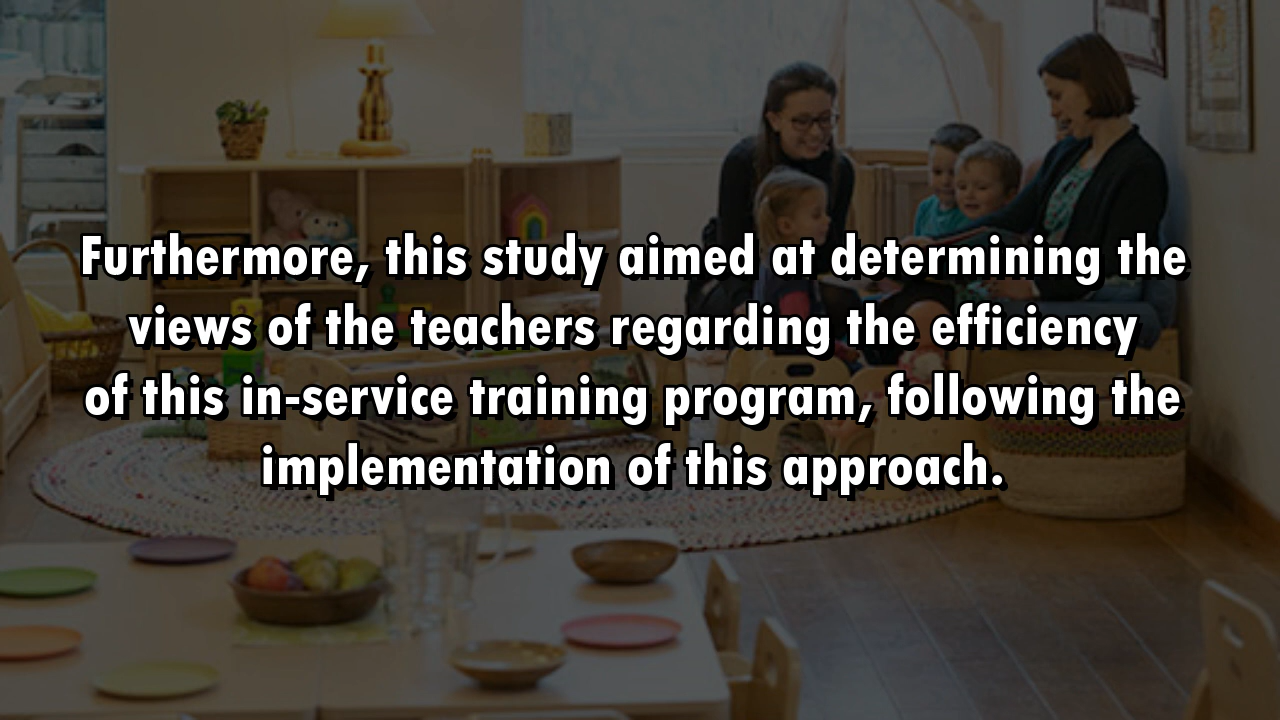 Furthermore, this study aimed at determining the
views of the teachers regarding the efficiency
of this in-service training program, following the
implementation of this approach.